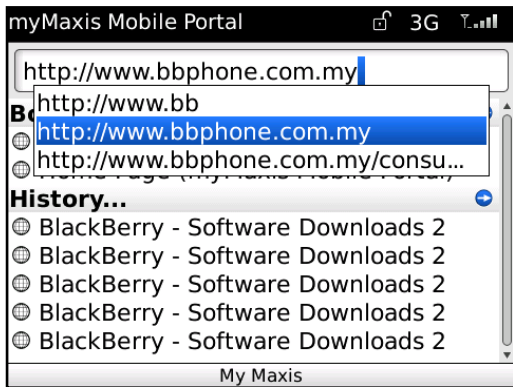 myMaxis Mobile Portal 3G
http://www.bbphone.com.my
http://www.bb
http://www.bbphone.com.my
http://www.bbphone.com.my/consu...
History...
BlackBerry - Software Downloads 2
BlackBerry - Software Downloads 2
BlackBerry - Software Downloads 2
BlackBerry - Software Downloads 2
BlackBerry - Software Downloads 2
My Maxis